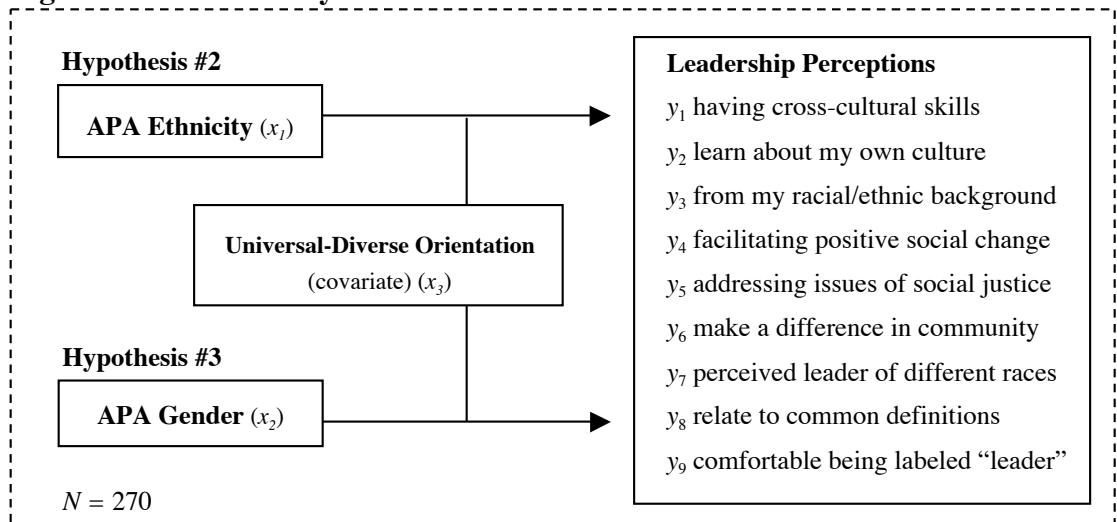 Hypothesis #2
APA Ethnicity (x₁)
Universal-Diverse Orientation
(covariate) (x₃)
Hypothesis #3
APA Gender (x₂)
N = 270
Leadership Perceptions
y₁ having cross-cultural skills
y₂ learn about my own culture
y₃ from my racial/ethnic background
y₄ facilitating positive social change
y₅ addressing issues of social justice
y₆ make a difference in community
y₇ perceived leader of different races
y₈ relate to common definitions
y₉ comfortable being labeled “leader”